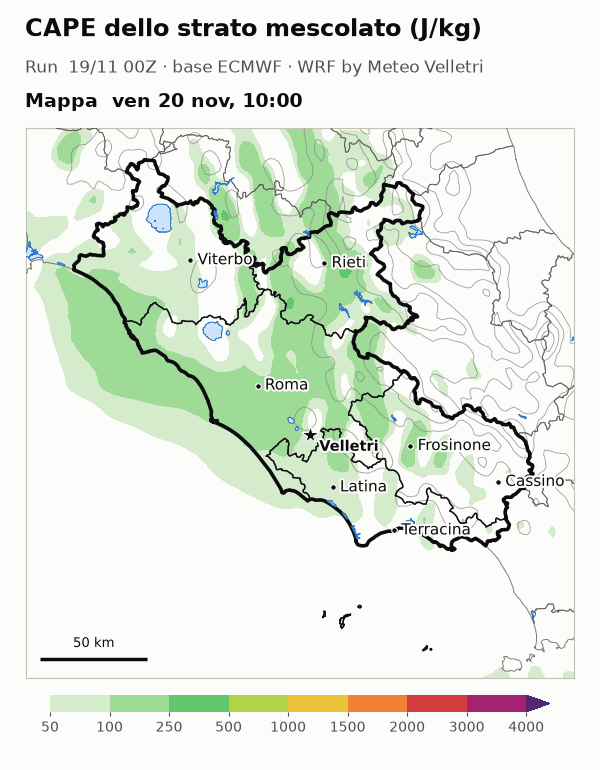 CAPE dello strato mescolato (J/kg)
Run 19/11 00Z · base ECMWF · WRF by Meteo Velletri
Mappa ven 20 nov, 10:00
Viterbo
Rieti
Roma
Velletri
Frosinone
Latina
Cassino
Terracina
50 km
50 100 250 500 1000 1500 2000 3000 4000